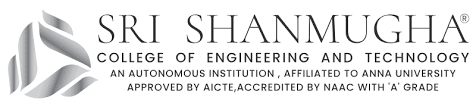 SRI SHANMUGHA®
COLLEGE OF ENGINEERING AND TECHNOLOGY
AN AUTONOMOUS INSTITUTION , AFFILIATED TO ANNA UNIVERSITY
APPROVED BY AICTE,ACCREDITED BY NAAC WITH 'A' GRADE